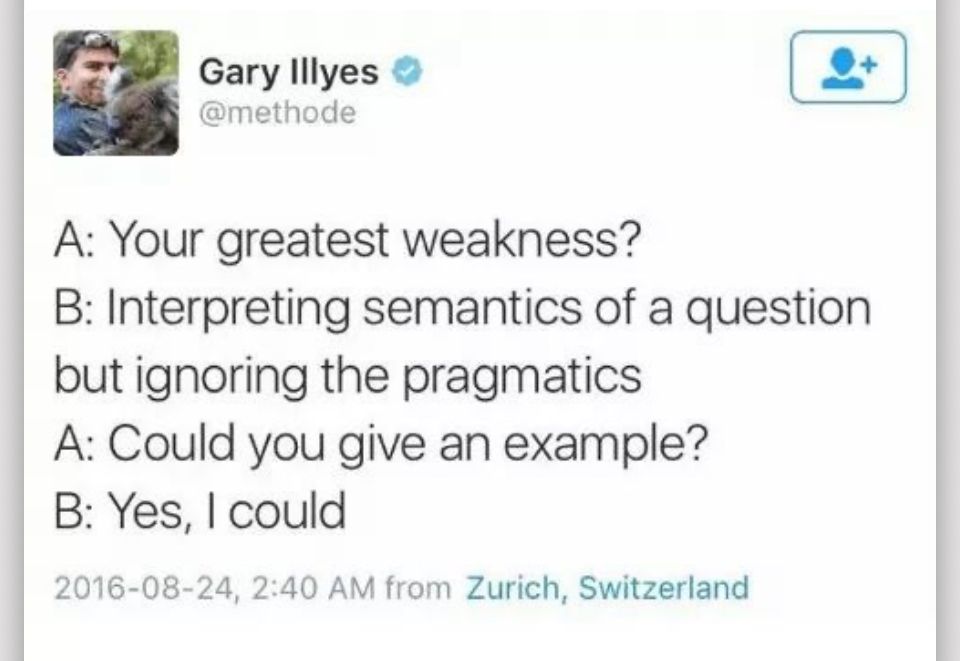 Gary Illyes
@methode
A: Your greatest weakness?
B: Interpreting semantics of a question
but ignoring the pragmatics
A: Could you give an example?
B: Yes, I could
2016-08-24, 2:40 AM from Zurich, Switzerland